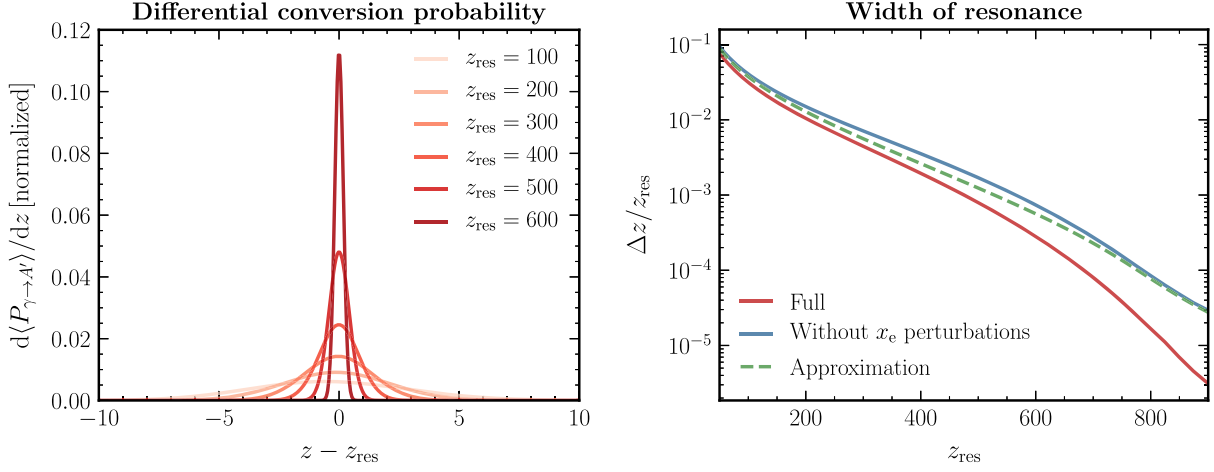 Differential conversion probability
d⟨P_{γ→A′}⟩/dz [normalized]
0.12
0.10
0.08
0.06
0.04
0.02
0.00
−10
−5
0
5
10
z − z_res
z_res = 100
z_res = 200
z_res = 300
z_res = 400
z_res = 500
z_res = 600
Width of resonance
Δz/z_res
10⁻¹
10⁻²
10⁻³
10⁻⁴
10⁻⁵
200
400
600
800
z_res
Full
Without x_e perturbations
Approximation